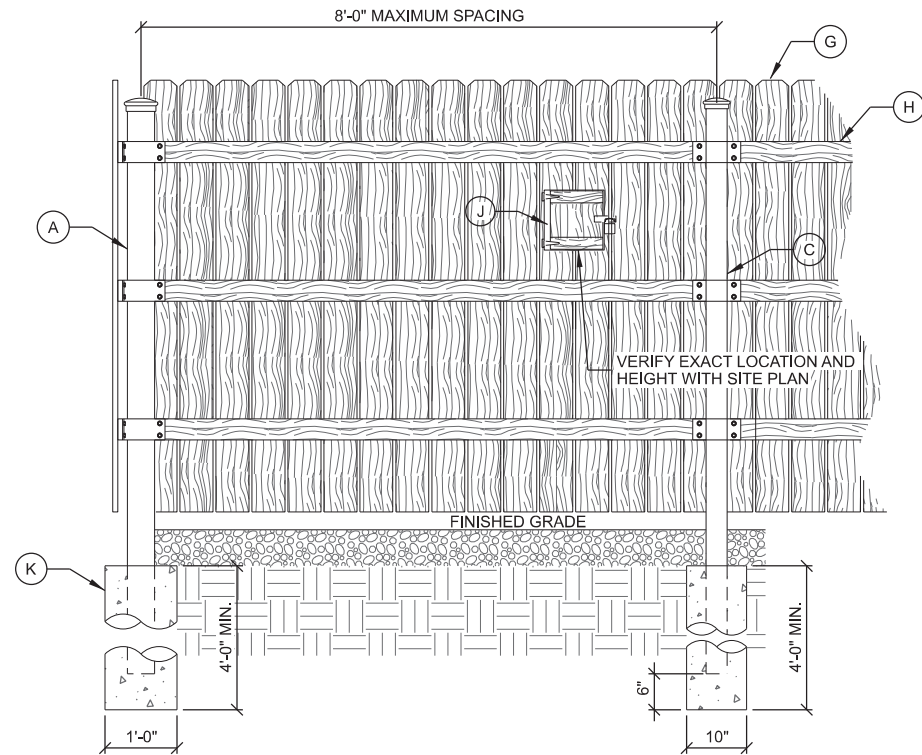 8'-0" MAXIMUM SPACING
G
H
A
J
C
VERIFY EXACT LOCATION AND
HEIGHT WITH SITE PLAN
FINISHED GRADE
K
4'-0" MIN.
4'-0" MIN.
6"
1'-0"
10"